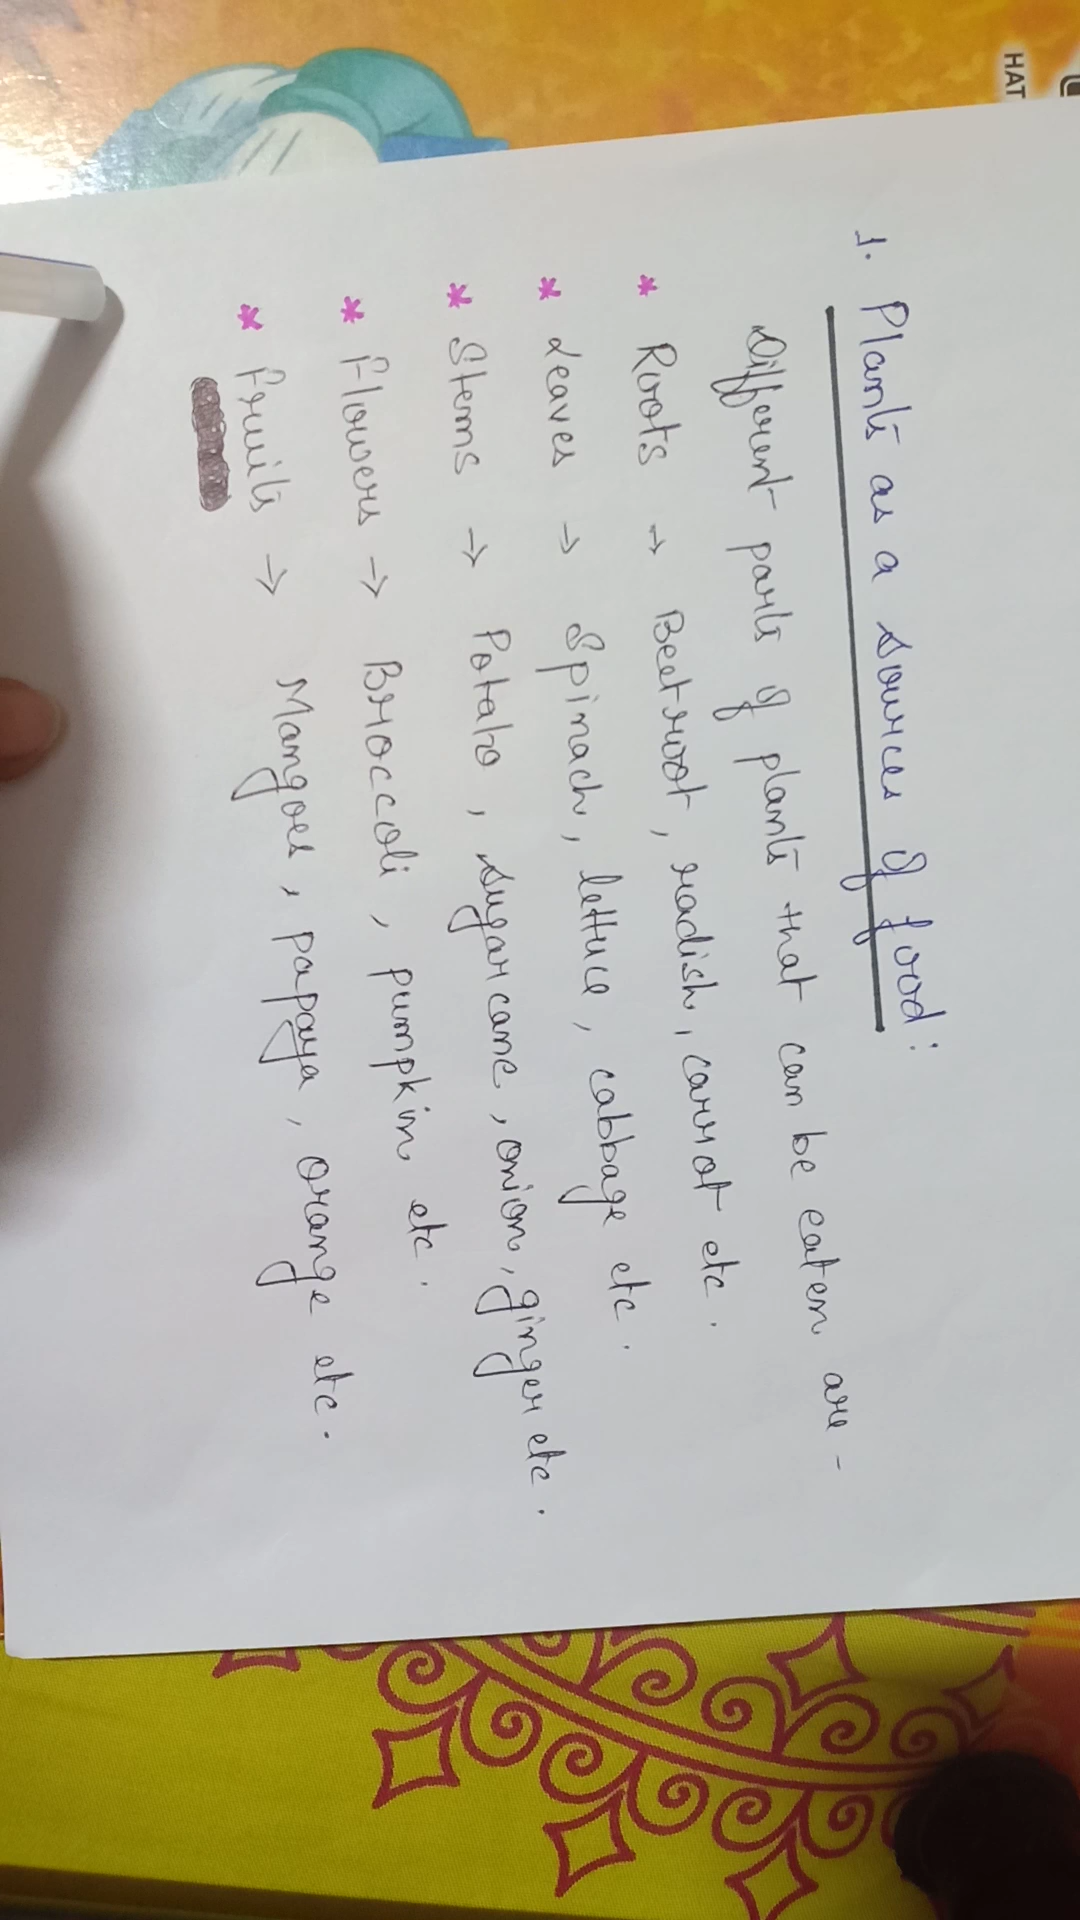 HAT
1. Plants as a sources of food:
Different parts of plants that can be eaten are -
* Roots → Beetroot, radish, carrot etc.
* Leaves → Spinach, lettuce, cabbage etc.
* Stems → Potato, sugarcane, onion, ginger etc.
* Flowers → Broccoli, pumpkin etc.
* Fruits → Mangoes, papaya, orange etc.